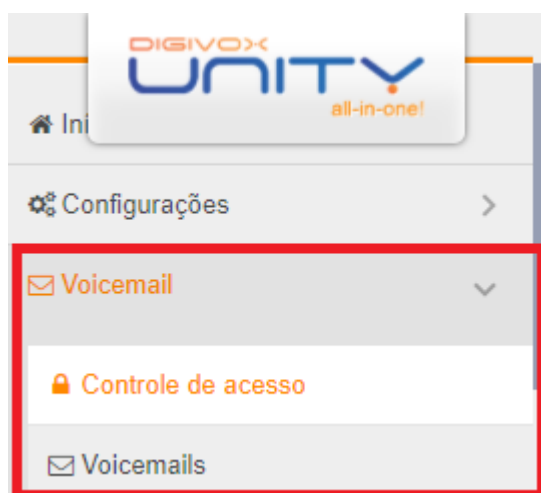 DIGIVOX
UNITY
all-in-one!
Ini
Configurações
Voicemail
Controle de acesso
Voicemails